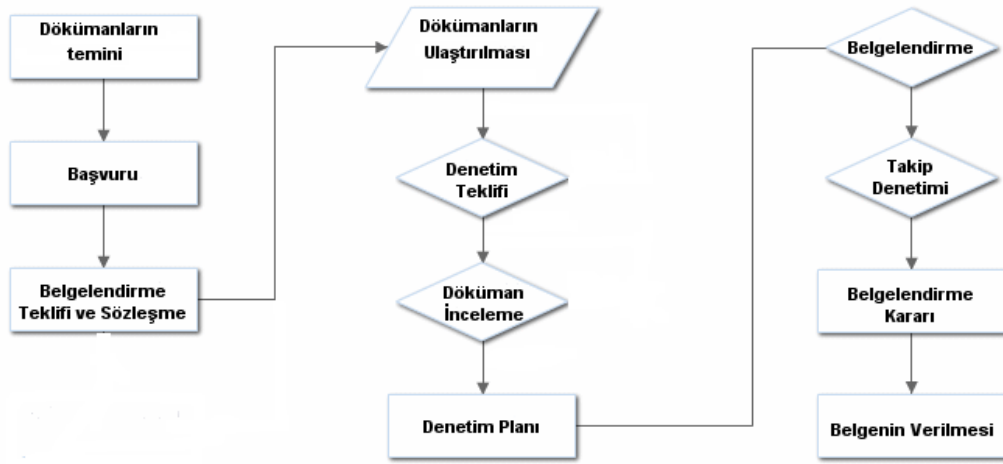 Dökümanların
temini
Başvuru
Belgelendirme
Teklifi ve Sözleşme
Dökümanların
Ulaştırılması
Denetim
Teklifi
Döküman
İnceleme
Denetim Planı
Belgelendirme
Takip
Denetimi
Belgelendirme
Kararı
Belgenin Verilmesi